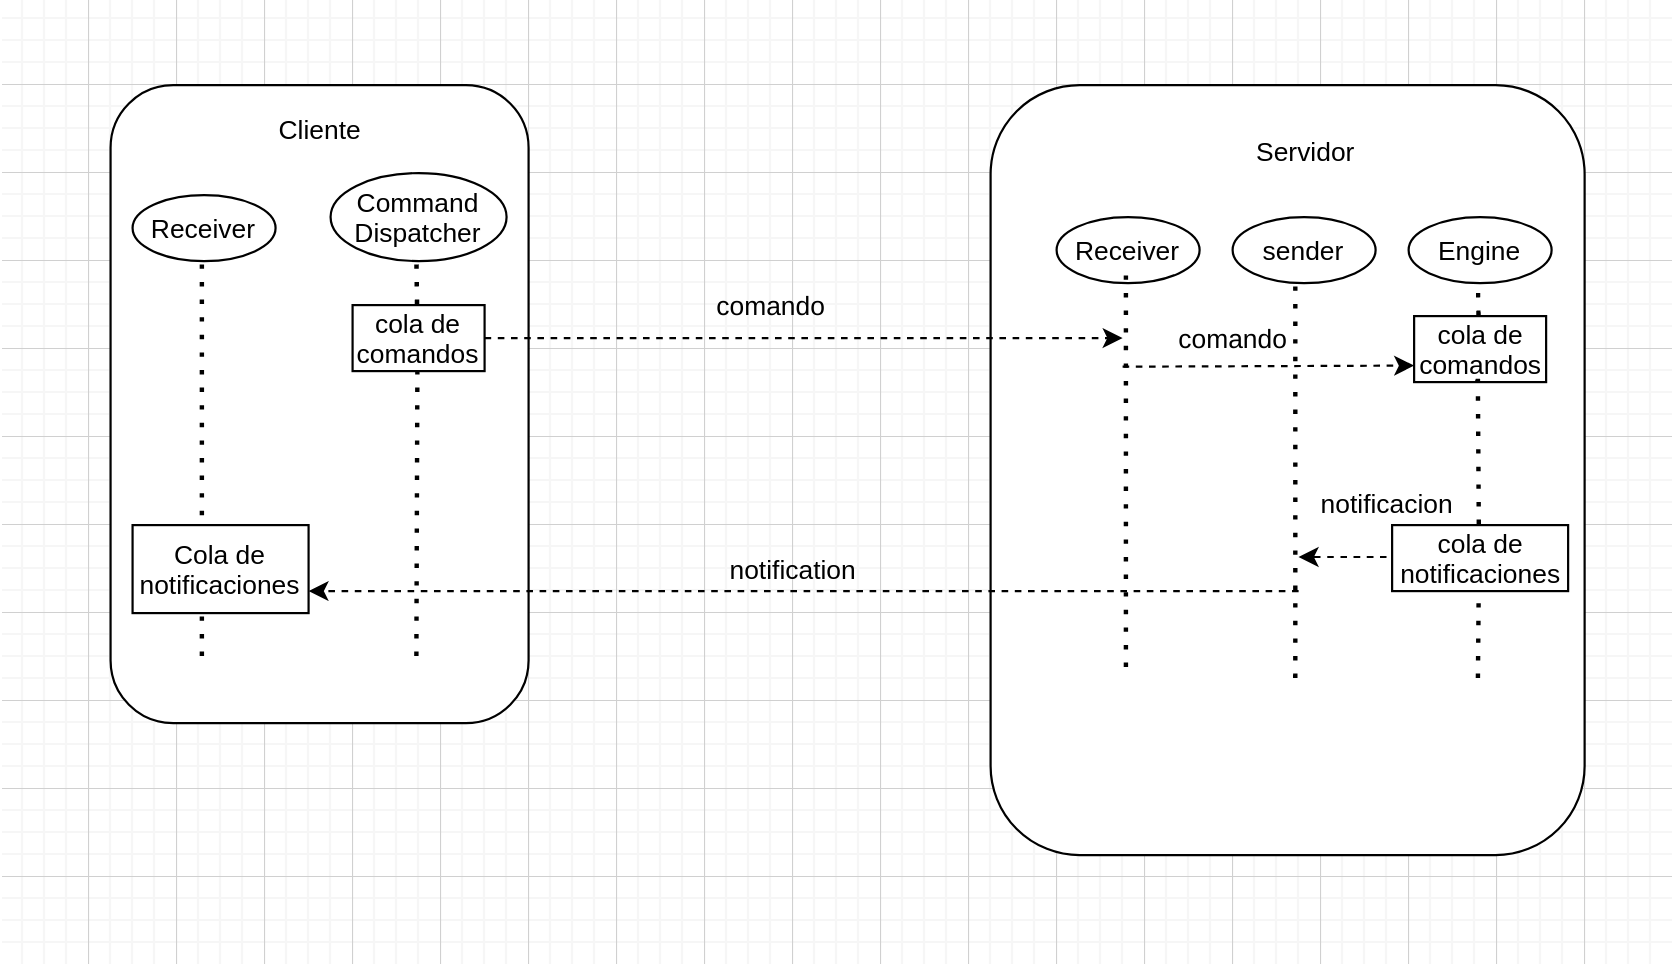 Cliente
Receiver
Command
Dispatcher
cola de
comandos
Cola de
notificaciones
comando
notification
Servidor
Receiver
sender
Engine
comando
cola de
comandos
notificacion
cola de
notificaciones